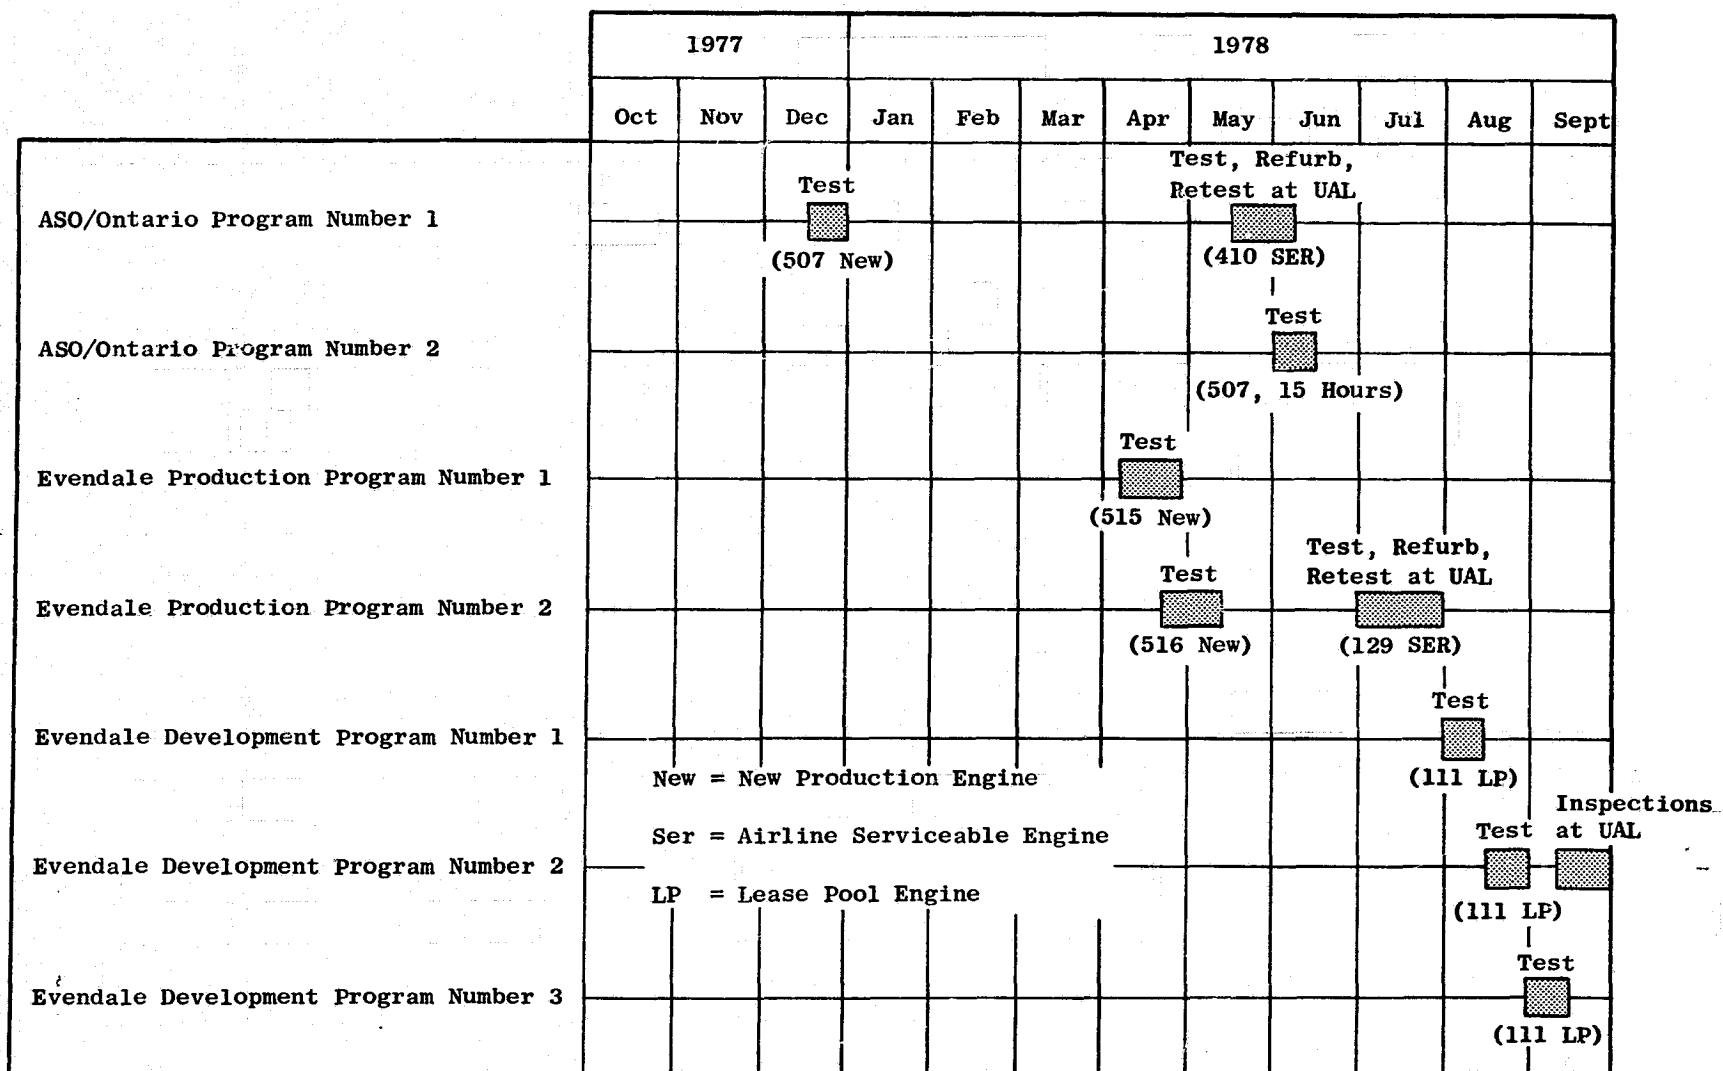 1977 1978
Oct Nov Dec Jan Feb Mar Apr May Jun Jul Aug Sept
Test, Refurb,
Test Retest at UAL
ASO/Ontario Program Number 1
(507 New) (410 SER)
Test
ASO/Ontario Program Number 2
(507, 15 Hours)
Test
Evendale Production Program Number 1
(515 New)
Test, Refurb,
Test Retest at UAL
Evendale Production Program Number 2
(516 New) (129 SER)
Test
Evendale Development Program Number 1
(111 LP)
New = New Production Engine
Inspections
Test at UAL
Ser = Airline Serviceable Engine
Evendale Development Program Number 2
LP = Lease Pool Engine
(111 LP)
Test
Evendale Development Program Number 3
(111 LP)